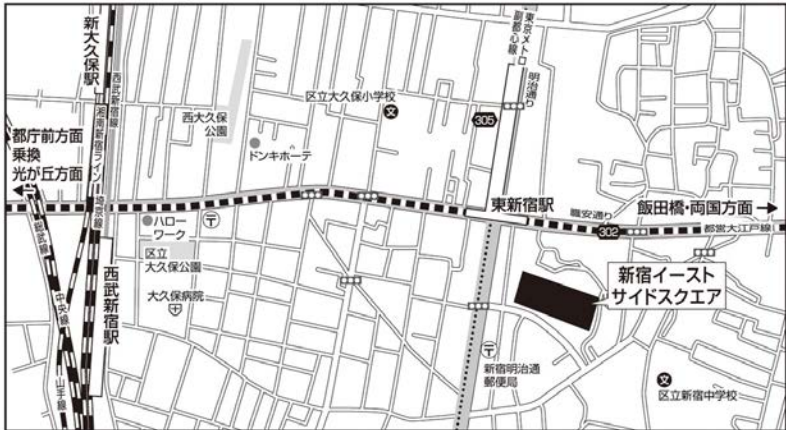 新大久保駅
西武新宿線
湘南新宿ライン
埼京線
都庁前方面
乗換
光が丘方面
西大久保
公園
区立大久保小学校
文
ドンキホーテ
東京メトロ
副都心線
明治通り
305
東新宿駅
職安通り
飯田橋・両国方面
302
都営大江戸線
ハロー
ワーク
区立
大久保公園
大久保病院
総武線
中央線
山手線
西武新宿駅
新宿イースト
サイドスクエア
新宿明治通
郵便局
文
区立新宿中学校